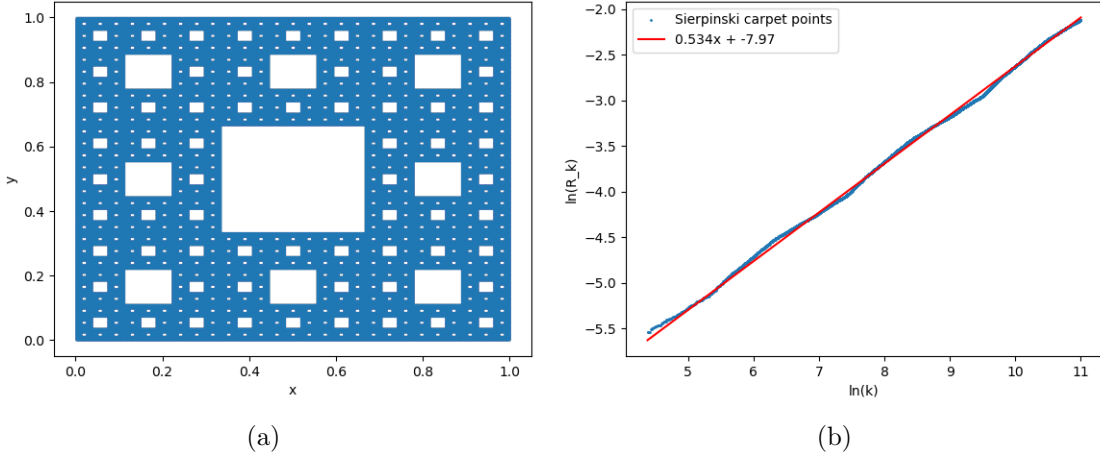 1.0
0.8
0.6
0.4
0.2
0.0
y
0.0 0.2 0.4 0.6 0.8 1.0
x
(a)
-2.0
-2.5
-3.0
-3.5
-4.0
-4.5
-5.0
-5.5
ln(R_k)
Sierpinski carpet points
0.534x + -7.97
5 6 7 8 9 10 11
ln(k)
(b)